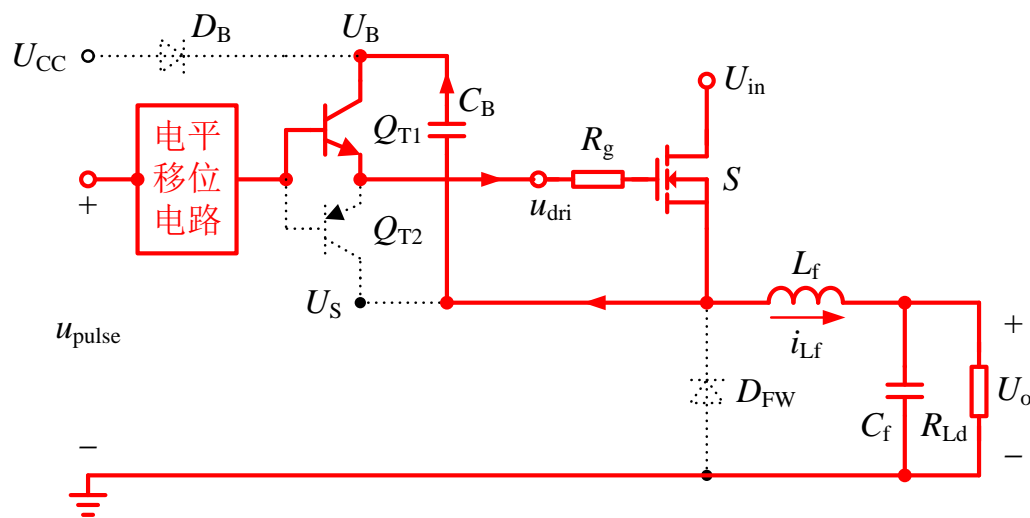 D_B
U_B
U_CC
U_in
C_B
电平
移位
电路
Q_T1
R_g
S
+
u_dri
Q_T2
L_f
U_S
u_pulse
i_Lf
+
D_FW
U_o
C_f
R_Ld
−
−